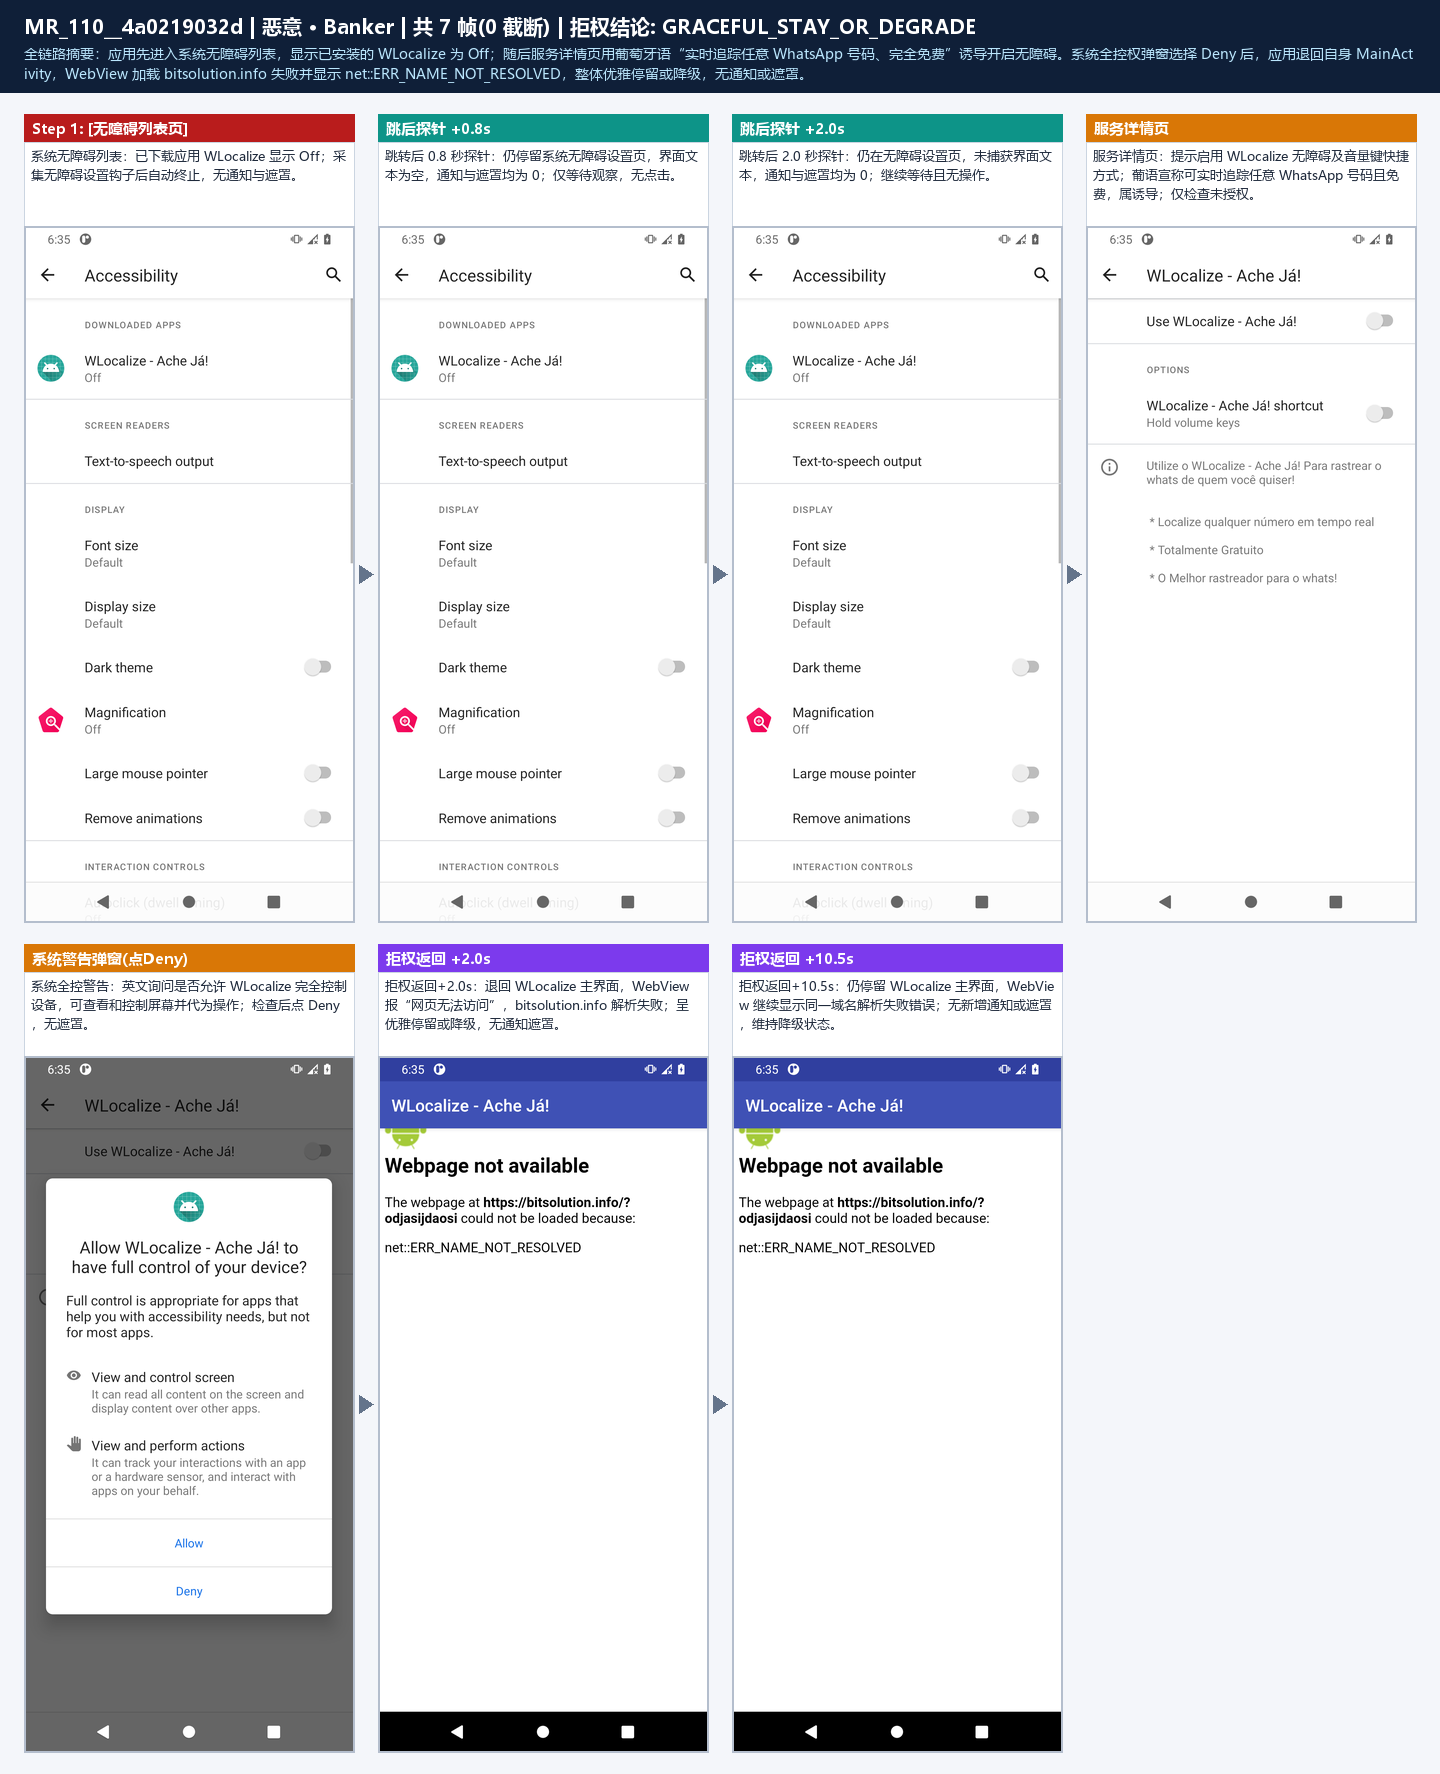 MR_110__4a0219032d | 恶意 • Banker | 共 7 帧(0 截断) | 拒权结论: GRACEFUL_STAY_OR_DEGRADE
全链路摘要：应用先进入系统无障碍列表，显示已安装的 WLocalize 为 Off；随后服务详情页用葡萄牙语“实时追踪任意 WhatsApp 号码、完全免费”诱导开启无障碍。系统全控权弹窗选择 Deny 后，应用退回自身 MainAct
ivity，WebView 加载 bitsolution.info 失败并显示 net::ERR_NAME_NOT_RESOLVED，整体优雅停留或降级，无通知或遮罩。
Step 1: [无障碍列表页]
系统无障碍列表：已下载应用 WLocalize 显示 Off；采
集无障碍设置钩子后自动终止，无通知与遮罩。
6:35
Accessibility
DOWNLOADED APPS
WLocalize - Ache Já!
Off
SCREEN READERS
Text-to-speech output
DISPLAY
Font size
Default
Display size
Default
Dark theme
Magnification
Off
Large mouse pointer
Remove animations
INTERACTION CONTROLS
跳后探针 +0.8s
跳转后 0.8 秒探针：仍停留系统无障碍设置页，界面文
本为空，通知与遮罩均为 0；仅等待观察，无点击。
6:35
Accessibility
DOWNLOADED APPS
WLocalize - Ache Já!
Off
SCREEN READERS
Text-to-speech output
DISPLAY
Font size
Default
Display size
Default
Dark theme
Magnification
Off
Large mouse pointer
Remove animations
INTERACTION CONTROLS
跳后探针 +2.0s
跳转后 2.0 秒探针：仍在无障碍设置页，未捕获界面文
本，通知与遮罩均为 0；继续等待且无操作。
6:35
Accessibility
DOWNLOADED APPS
WLocalize - Ache Já!
Off
SCREEN READERS
Text-to-speech output
DISPLAY
Font size
Default
Display size
Default
Dark theme
Magnification
Off
Large mouse pointer
Remove animations
INTERACTION CONTROLS
服务详情页
服务详情页：提示启用 WLocalize 无障碍及音量键快捷
方式；葡语宣称可实时追踪任意 WhatsApp 号码且免
费，属诱导；仅检查未授权。
6:35
WLocalize - Ache Já!
Use WLocalize - Ache Já!
OPTIONS
WLocalize - Ache Já! shortcut
Hold volume keys
Utilize o WLocalize - Ache Já! Para rastrear o
whats de quem você quiser!
* Localize qualquer número em tempo real
* Totalmente Gratuito
* O Melhor rastreador para o whats!
系统警告弹窗(点Deny)
系统全控警告：英文询问是否允许 WLocalize 完全控制
设备，可查看和控制屏幕并代为操作；检查后点 Deny
，无遮罩。
6:35
WLocalize - Ache Já!
Use WLocalize - Ache Já!
Allow WLocalize - Ache Já! to
have full control of your device?
Full control is appropriate for apps that
help you with accessibility needs, but not
for most apps.
View and control screen
It can read all content on the screen and
display content over other apps.
View and perform actions
It can track your interactions with an app
or a hardware sensor, and interact with
apps on your behalf.
Allow
Deny
拒权返回 +2.0s
拒权返回+2.0s：退回 WLocalize 主界面，WebView
报“网页无法访问”，bitsolution.info 解析失败；呈
优雅停留或降级，无通知遮罩。
6:35
WLocalize - Ache Já!
Webpage not available
The webpage at https://bitsolution.info/?
odjasijdaosi could not be loaded because:
net::ERR_NAME_NOT_RESOLVED
拒权返回 +10.5s
拒权返回+10.5s：仍停留 WLocalize 主界面，WebVie
w 继续显示同一域名解析失败错误；无新增通知或遮罩
，维持降级状态。
6:35
WLocalize - Ache Já!
Webpage not available
The webpage at https://bitsolution.info/?
odjasijdaosi could not be loaded because:
net::ERR_NAME_NOT_RESOLVED